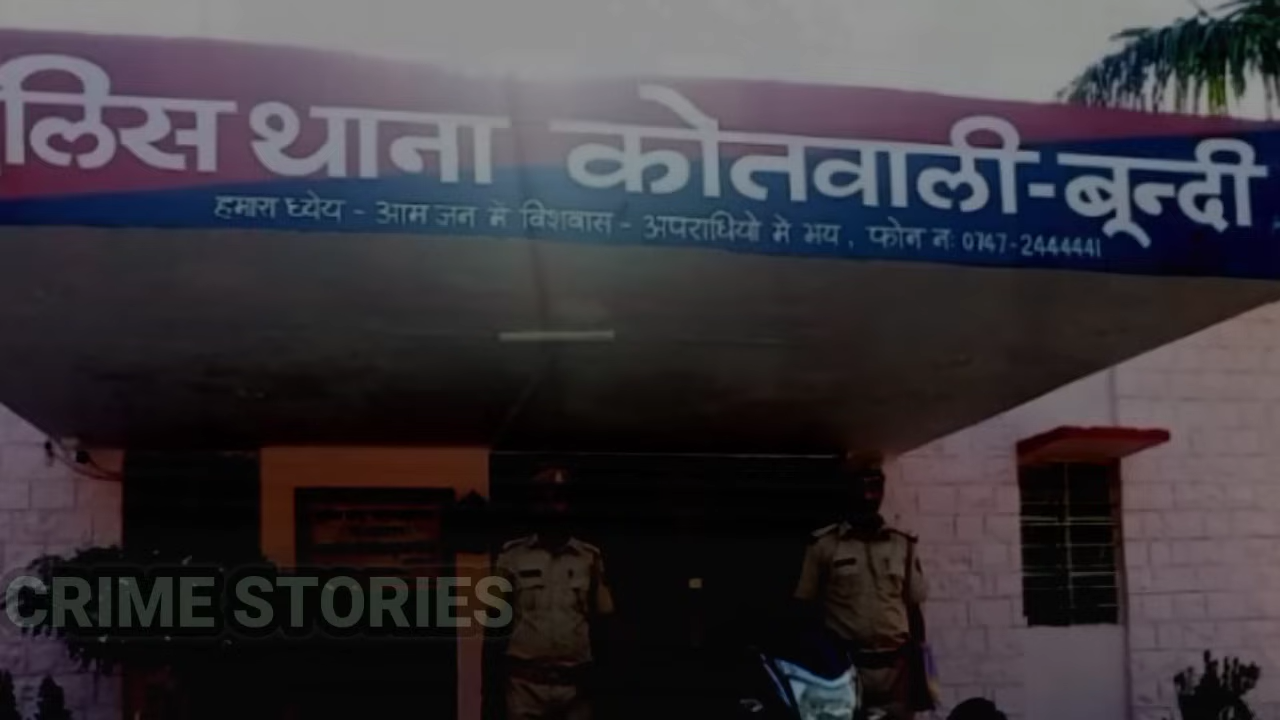 लिस थाना कोतवाली-बून्दी
हमारा ध्येय - आम जन में विशवास - अपराधियो मे भय, फोन नः 0747-2444441
CRIME STORIES